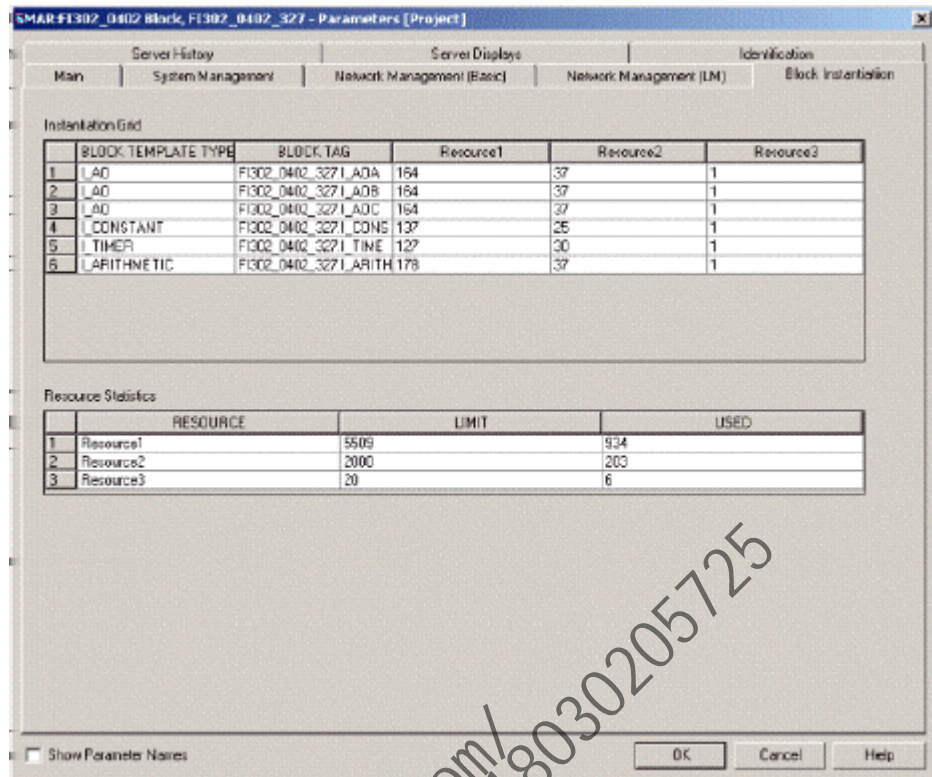 SMAR:FI302_0402 Block, FI302_0402_327 - Parameters [Project]
Server History Server Displays Identification
Main System Management Network Management (Basic) Network Management (LM) Block Instantiation
Instantiation Grid
BLOCK TEMPLATE TYPE BLOCK TAG Resource1 Resource2 Resource3
1 I_AO FI302_0402_327.I_AOA 164 37 1
2 I_AO FI302_0402_327.I_AOB 164 37 1
3 I_AO FI302_0402_327.I_AOC 164 37 1
4 I_CONSTANT FI302_0402_327.I_CONS 137 25 1
5 I_TIMER FI302_0402_327.I_TIME 127 30 1
6 I_ARITHMETIC FI302_0402_327.I_ARITH 178 37 1
Resource Statistics
RESOURCE LIMIT USED
1 Resource1 5509 934
2 Resource2 2000 203
3 Resource3 20 6
Show Parameter Names OK Cancel Help